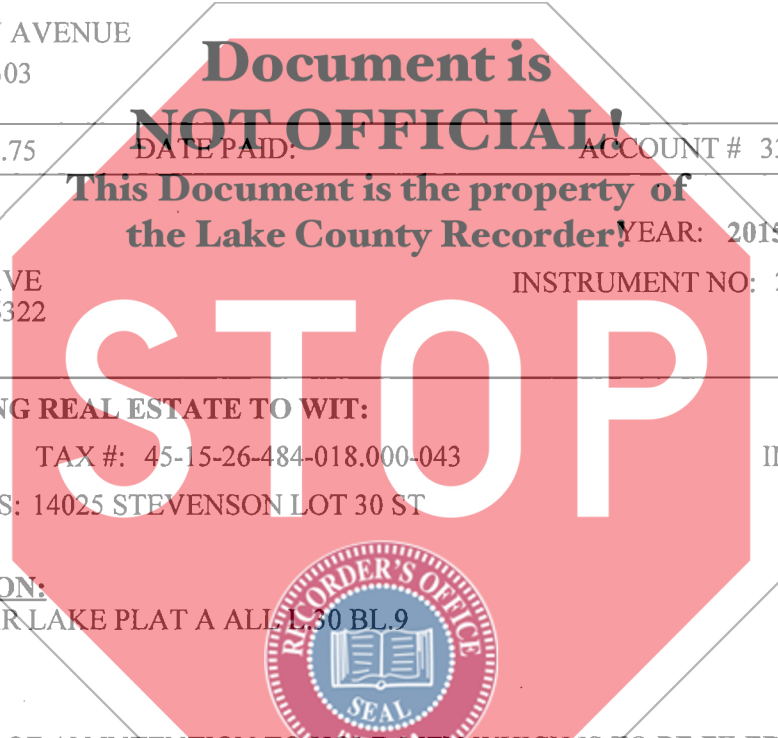 AVENUE
03
Document is
NOT OFFICIAL!
.75 DATE PAID: ACCOUNT # 33
This Document is the property of
the Lake County Recorder!
YEAR: 2015
VE INSTRUMENT NO:
322
STOP
NG REAL ESTATE TO WIT:
TAX #: 45-15-26-484-018.000-043
S: 14025 STEVENSON LOT 30 ST
ON:
R LAKE PLAT A ALL L.30 BL.9
RECORDER'S OFFICE
SEAL